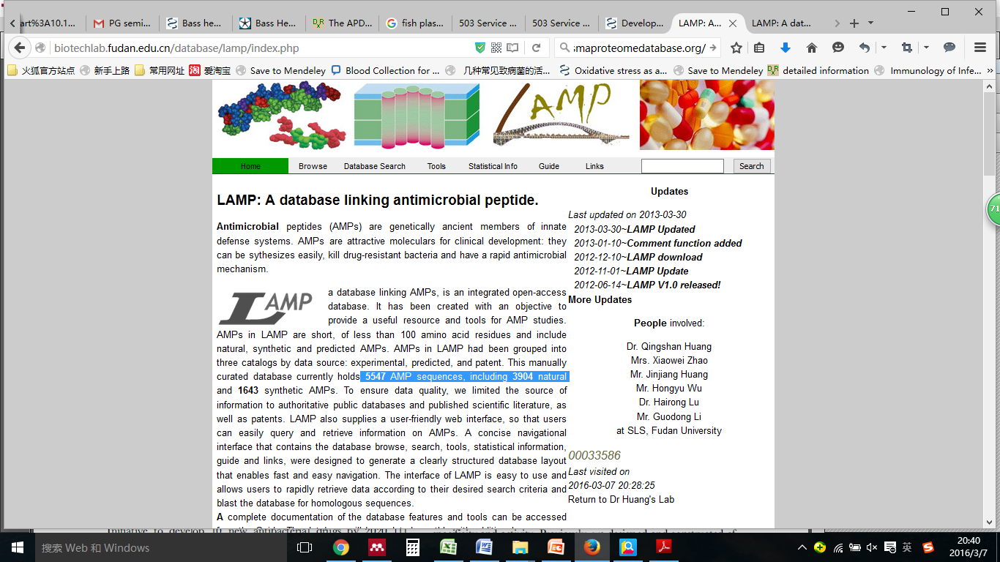 art%3A10.1...
PG semi...
Bass he...
Bass He...
The APD...
fish plas...
503 Service ...
503 Service ...
Develop...
LAMP: A...
LAMP: A dat...
biotechlab.fudan.edu.cn/database/lamp/index.php
maproteomedatabase.org/
火狐官方站点
新手上路
常用网址
淘
爱淘宝
Save to Mendeley
Blood Collection for ...
几种常见致病菌的活...
Oxidative stress as a...
Save to Mendeley
detailed information
Immunology of Infe...
LAMP
Home
Browse
Database Search
Tools
Statistical Info
Guide
Links
Search
LAMP: A database linking antimicrobial peptide.
Antimicrobial peptides (AMPs) are genetically ancient members of innate
defense systems. AMPs are attractive moleculars for clinical development: they
can be sythesizes easily, kill drug-resistant bacteria and have a rapid antimicrobial
mechanism.
LAMP
a database linking AMPs, is an integrated open-access
database. It has been created with an objective to
provide a useful resource and tools for AMP studies.
AMPs in LAMP are short, of less than 100 amino acid residues and include
natural, synthetic and predicted AMPs. AMPs in LAMP had been grouped into
three catalogs by data source: experimental, predicted, and patent. This manually
curated database currently holds 5547 AMP sequences, including 3904 natural
and 1643 synthetic AMPs. To ensure data quality, we limited the source of
information to authoritative public databases and published scientific literature, as
well as patents. LAMP also supplies a user-friendly web interface, so that users
can easily query and retrieve information on AMPs. A concise navigational
interface that contains the database browse, search, tools, statistical information,
guide and links, were designed to generate a clearly structured database layout
that enables fast and easy navigation. The interface of LAMP is easy to use and
allows users to rapidly retrieve data according to their desired search criteria and
blast the database for homologous sequences.
A complete documentation of the database features and tools can be accessed
Updates
Last updated on 2013-03-30
2013-03-30~LAMP Updated
2013-01-10~Comment function added
2012-12-10~LAMP download
2012-11-01~LAMP Update
2012-06-14~LAMP V1.0 released!
More Updates
People involved:
Dr. Qingshan Huang
Mrs. Xiaowei Zhao
Mr. Jinjiang Huang
Mr. Hongyu Wu
Dr. Hairong Lu
Mr. Guodong Li
at SLS, Fudan University
00033586
Last visited on
2016-03-07 20:28:25
Return to Dr Huang's Lab
71
搜索 Web 和 Windows
英
20:40
2016/3/7